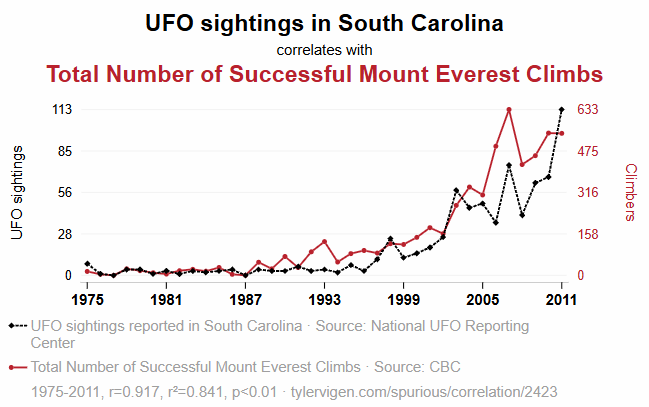 UFO sightings in South Carolina
correlates with
Total Number of Successful Mount Everest Climbs
113
85
56
28
0
UFO sightings
633
475
316
158
0
Climbers
1975
1981
1987
1993
1999
2005
2011
UFO sightings reported in South Carolina · Source: National UFO Reporting
Center
Total Number of Successful Mount Everest Climbs · Source: CBC
1975-2011, r=0.917, r²=0.841, p<0.01 · tylervigen.com/spurious/correlation/2423